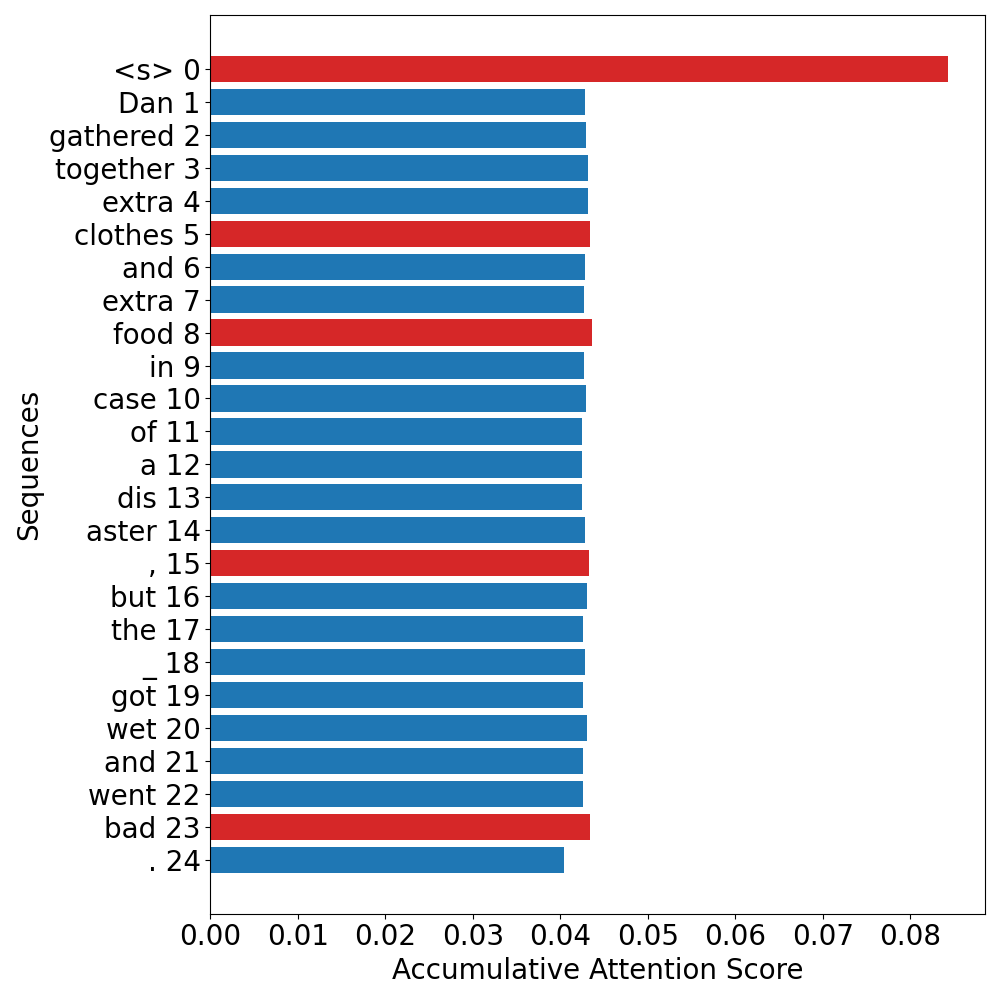 <s> 0
Dan 1
gathered 2
together 3
extra 4
clothes 5
and 6
extra 7
food 8
in 9
case 10
of 11
a 12
dis 13
aster 14
, 15
but 16
the 17
_ 18
got 19
wet 20
and 21
went 22
bad 23
. 24
Sequences
0.00 0.01 0.02 0.03 0.04 0.05 0.06 0.07 0.08
Accumulative Attention Score